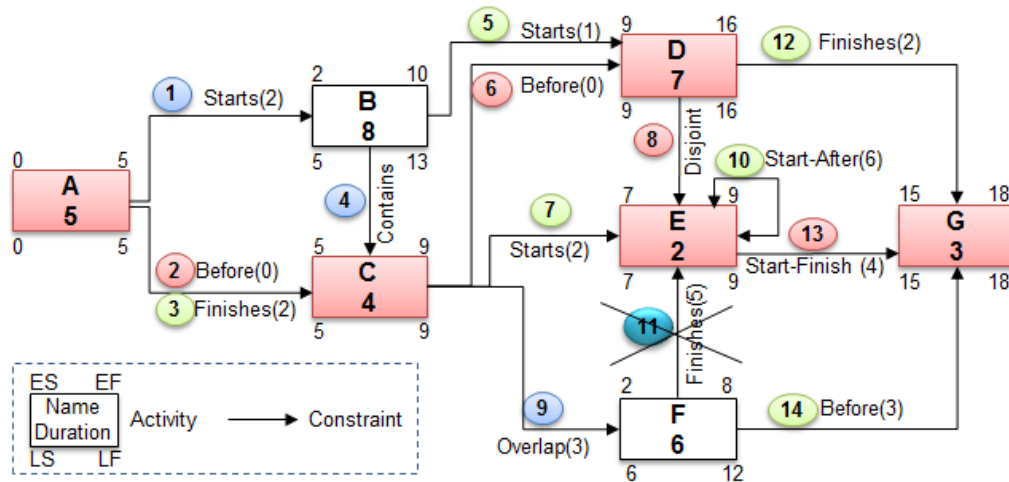 5
Starts(1)
9
16
12
Finishes(2)
D
7
2
10
6
Before(0)
1
Starts(2)
B
8
9
16
8
Disjoint
10
Start-After(6)
0
5
5
13
4
Contains
7
9
15
18
A
5
7
Starts(2)
E
2
13
Start-Finish (4)
G
3
0
5
2
Before(0)
5
9
7
9
15
18
3
Finishes(2)
C
4
5
9
11
Finishes(5)
2
8
9
Overlap(3)
F
6
14
Before(3)
6
12
ES
EF
Name
Duration
Activity
Constraint
LS
LF